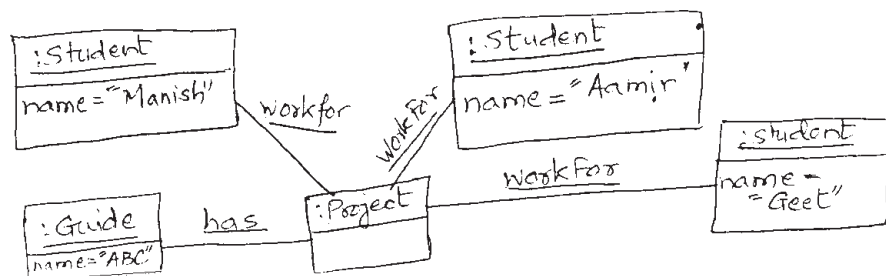 :Student
name="Manish"
workfor
:Student
name="Aamir"
workFor
:student
name=
"Geet"
workFor
:Project
:Guide
name="ABC"
has